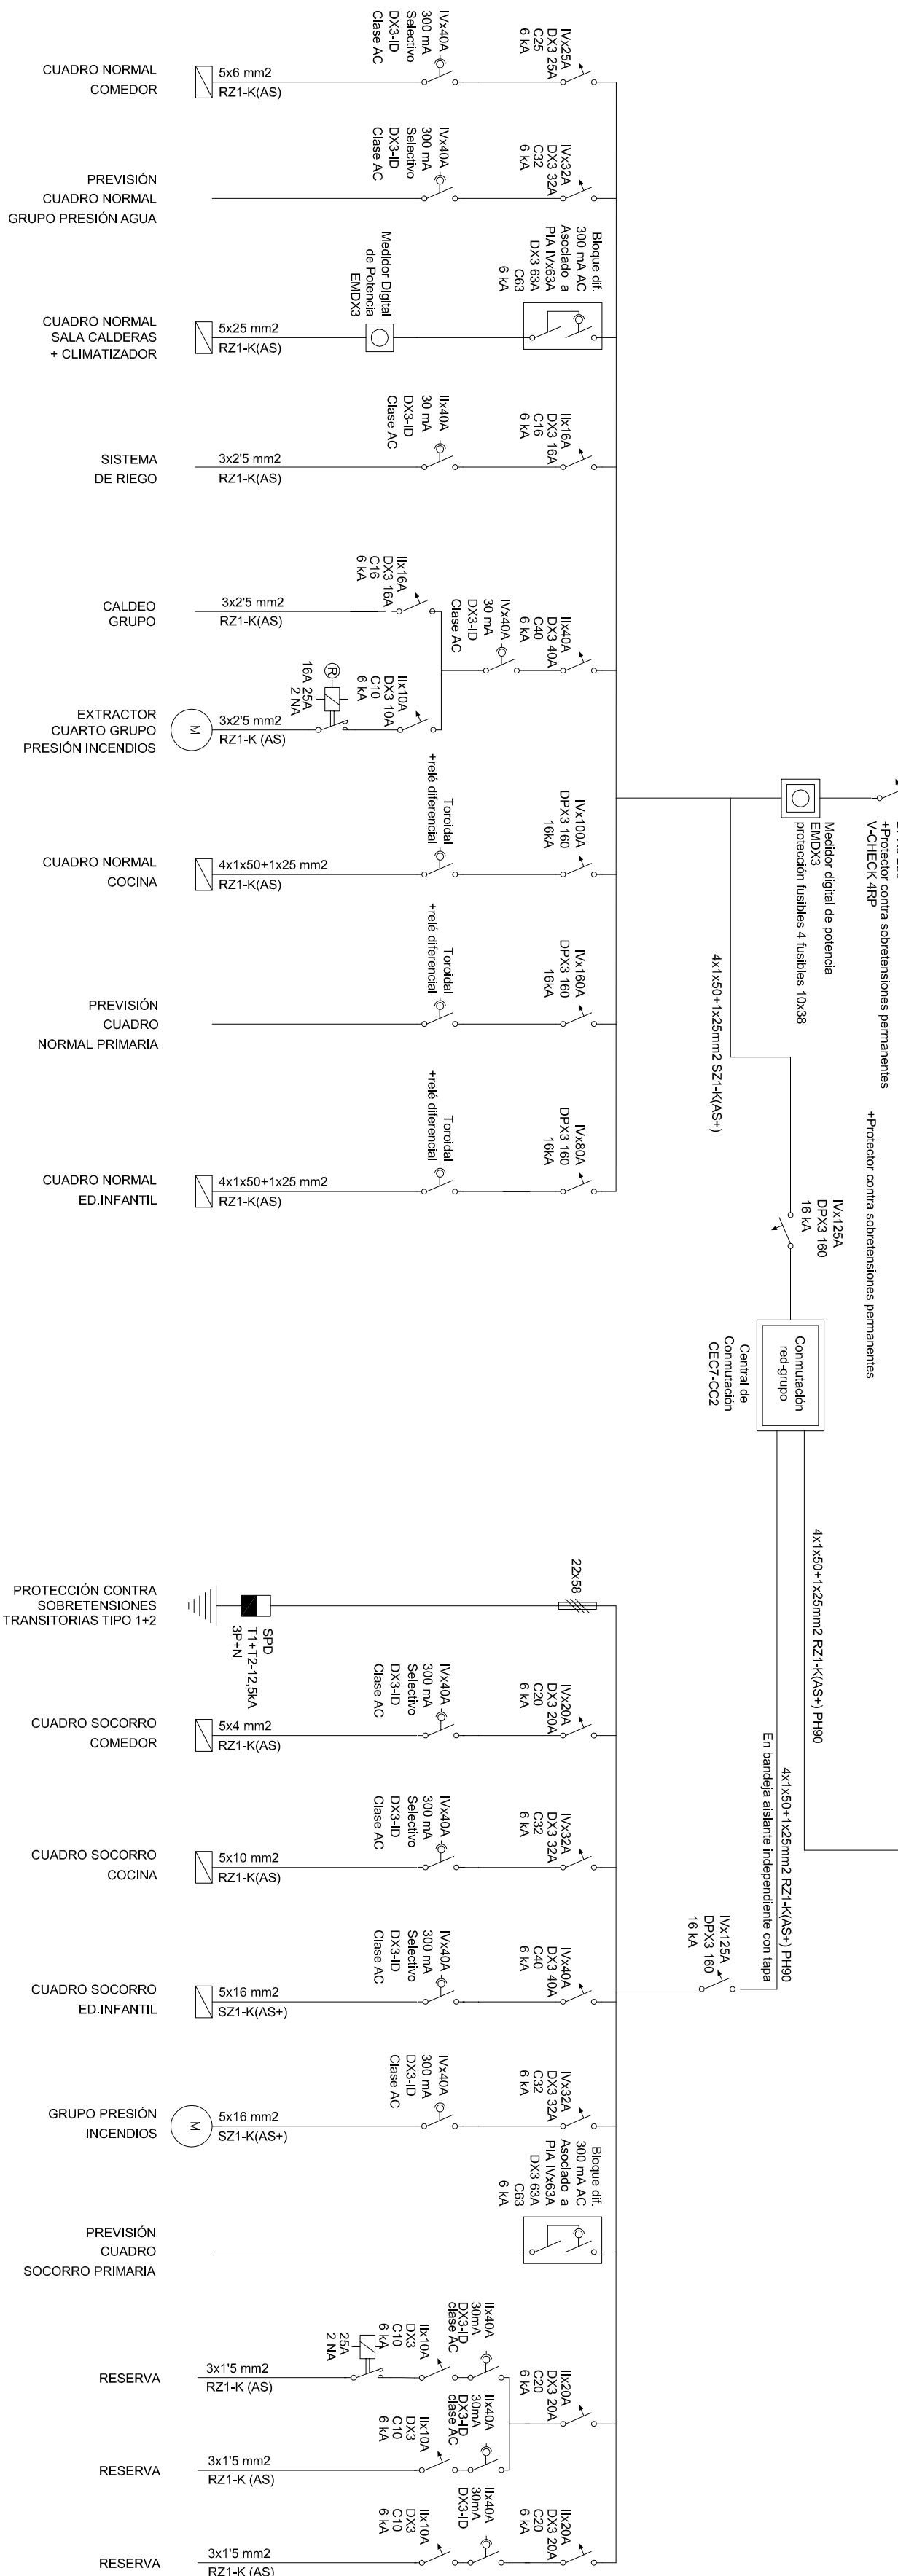 CUADRO NORMAL
COMEDOR
5x6 mm2
RZ1-K(AS)
IVx40A
300 mA
Selectivo
DX3-ID
Clase AC
IVx25A
DX3 25A
C25
6 kA
PREVISIÓN
CUADRO NORMAL
GRUPO PRESIÓN AGUA
IVx40A
300 mA
Selectivo
DX3-ID
Clase AC
IVx32A
DX3 32A
C32
6 kA
CUADRO NORMAL
SALA CALDERAS
+ CLIMATIZADOR
5x25 mm2
RZ1-K(AS)
Medidor Digital
de Potencia
EMDX3
Bloque dif.
300 mA AC
Asociado a
PIA IVx63A
DX3 63A
C63
6 kA
SISTEMA
DE RIEGO
3x2'5 mm2
RZ1-K(AS)
IIx40A
30 mA
DX3-ID
Clase AC
IIx16A
DX3 16A
C16
6 kA
CALDEO
GRUPO
3x2'5 mm2
RZ1-K(AS)
IIx16A
DX3 16A
C16
6 kA
IVx40A
30 mA
DX3-ID
Clase AC
IIx40A
DX3 40A
C40
6 kA
EXTRACTOR
CUARTO GRUPO
PRESIÓN INCENDIOS
M
3x2'5 mm2
RZ1-K (AS)
R
16A 25A
2 NA
IIx10A
DX3 10A
C10
6 kA
CUADRO NORMAL
COCINA
4x1x50+1x25 mm2
RZ1-K(AS)
Toroidal
+relé diferencial
IVx100A
DPX3 160
16kA
PREVISIÓN
CUADRO
NORMAL PRIMARIA
Toroidal
+relé diferencial
IVx160A
DPX3 160
16kA
CUADRO NORMAL
ED.INFANTIL
4x1x50+1x25 mm2
RZ1-K(AS)
Toroidal
+relé diferencial
IVx80A
DPX3 160
16kA
+Protector contra sobretensiones permanentes
V-CHECK 4RP
Medidor digital de potencia
EMDX3
protección fusibles 4 fusibles 10x38
4x1x50+1x25mm2 SZ1-K(AS+)
+Protector contra sobretensiones permanentes
IVx125A
DPX3 160
16 kA
Conmutación
red-grupo
Central de
Conmutación
CEC7-CC2
4x1x50+1x25mm2 RZ1-K(AS+) PH90
4x1x50+1x25mm2 RZ1-K(AS+) PH90
En bandeja aislante independiente con tapa
IVx125A
DPX3 160
16 kA
PROTECCIÓN CONTRA
SOBRETENSIONES
TRANSITORIAS TIPO 1+2
SPD
T1+T2-12,5kA
3P+N
22x58
CUADRO SOCORRO
COMEDOR
5x4 mm2
RZ1-K(AS)
IVx40A
300 mA
Selectivo
DX3-ID
Clase AC
IVx20A
DX3 20A
C20
6 kA
CUADRO SOCORRO
COCINA
5x10 mm2
RZ1-K(AS)
IVx40A
300 mA
Selectivo
DX3-ID
Clase AC
IVx32A
DX3 32A
C32
6 kA
CUADRO SOCORRO
ED.INFANTIL
5x16 mm2
SZ1-K(AS+)
IVx40A
300 mA
Selectivo
DX3-ID
Clase AC
IVx40A
DX3 40A
C40
6 kA
GRUPO PRESIÓN
INCENDIOS
M
5x16 mm2
SZ1-K(AS+)
IVx40A
300 mA
DX3-ID
Clase AC
IVx32A
DX3 32A
C32
6 kA
PREVISIÓN
CUADRO
SOCORRO PRIMARIA
Bloque dif.
300 mA AC
Asociado a
PIA IVx63A
DX3 63A
C63
6 kA
RESERVA
3x1'5 mm2
RZ1-K (AS)
25A
2 NA
IIx10A
DX3
C10
6 kA
IIx40A
30mA
DX3-ID
clase AC
IIx20A
DX3 20A
C20
6 kA
RESERVA
3x1'5 mm2
RZ1-K (AS)
IIx10A
DX3
C10
6 kA
IIx40A
30mA
DX3-ID
clase AC
RESERVA
3x1'5 mm2
RZ1-K (AS)
IIx10A
DX3
C10
6 kA
IIx40A
30mA
DX3-ID
IIx20A
DX3 20A
C20
6 kA